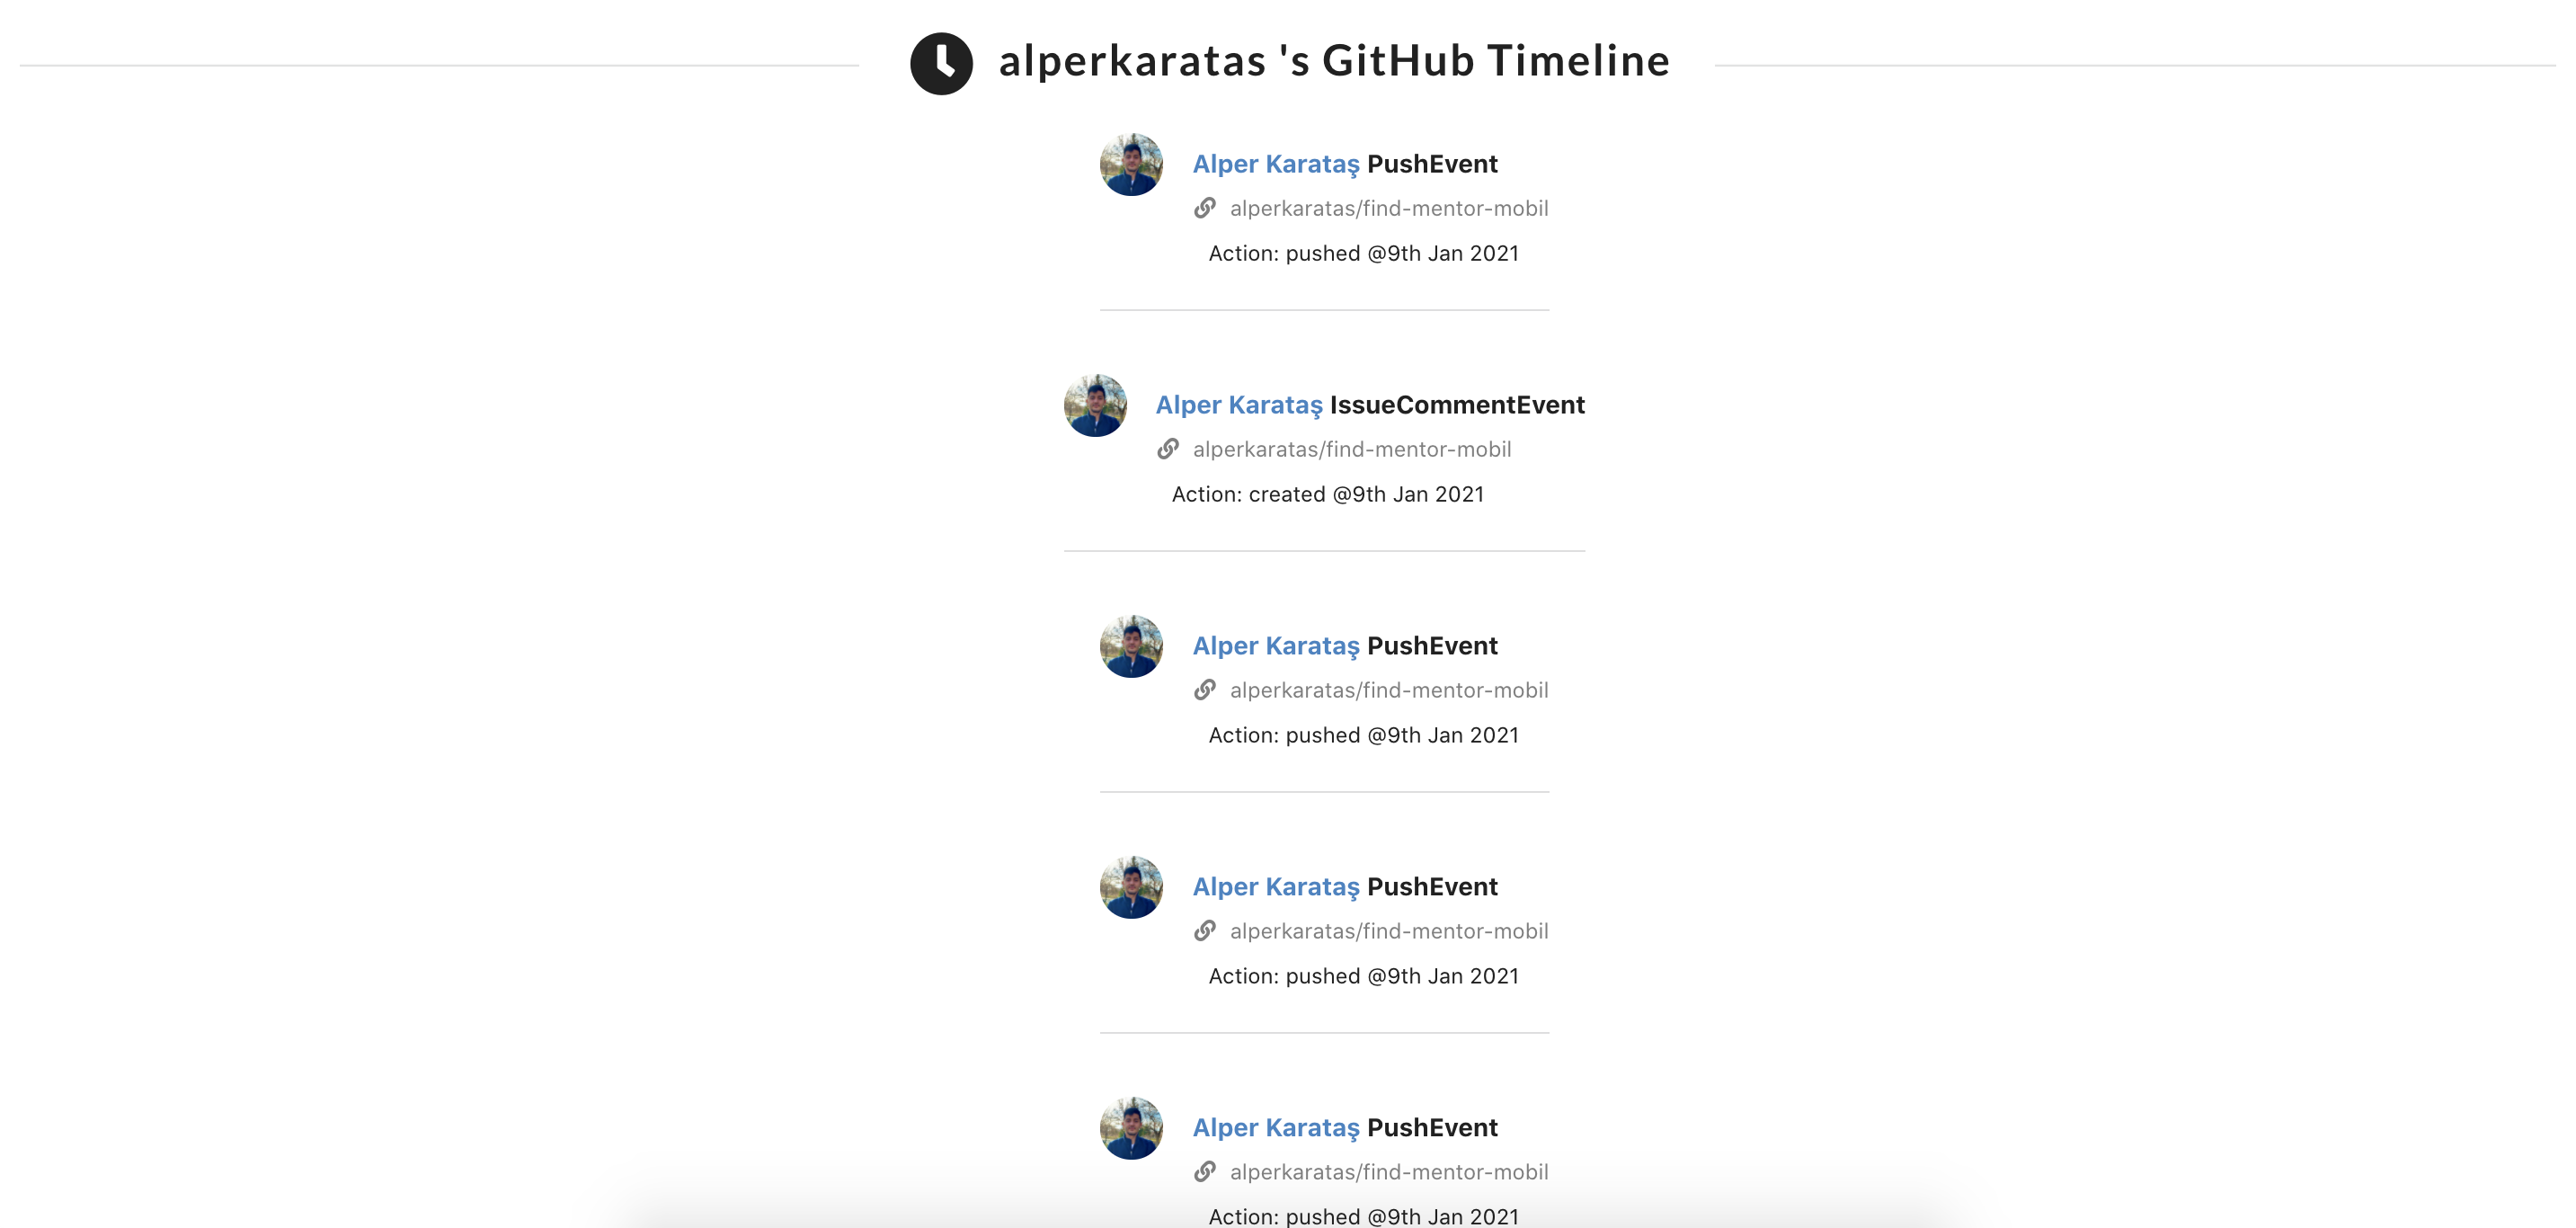 alperkaratas 's GitHub Timeline
Alper Karataş PushEvent
alperkaratas/find-mentor-mobil
Action: pushed @9th Jan 2021
Alper Karataş IssueCommentEvent
alperkaratas/find-mentor-mobil
Action: created @9th Jan 2021
Alper Karataş PushEvent
alperkaratas/find-mentor-mobil
Action: pushed @9th Jan 2021
Alper Karataş PushEvent
alperkaratas/find-mentor-mobil
Action: pushed @9th Jan 2021
Alper Karataş PushEvent
alperkaratas/find-mentor-mobil
Action: pushed @9th Jan 2021